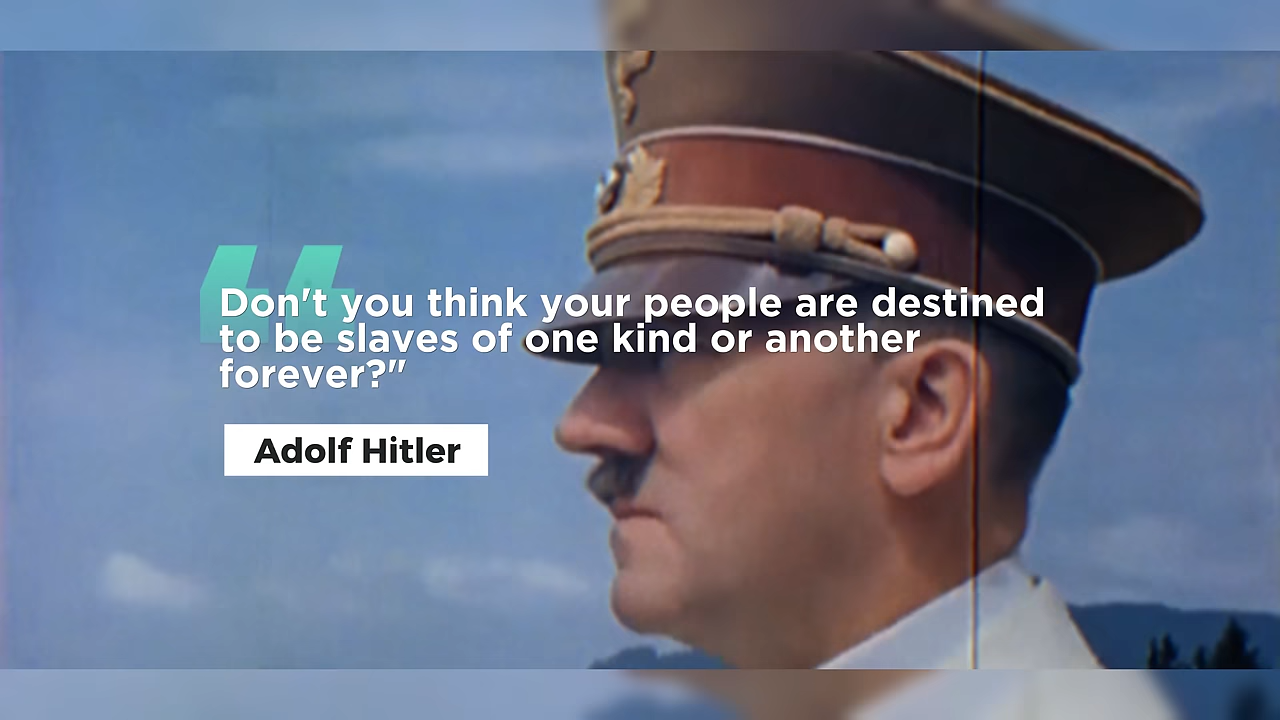 “
Don't you think your people are destined
to be slaves of one kind or another
forever?"
Adolf Hitler